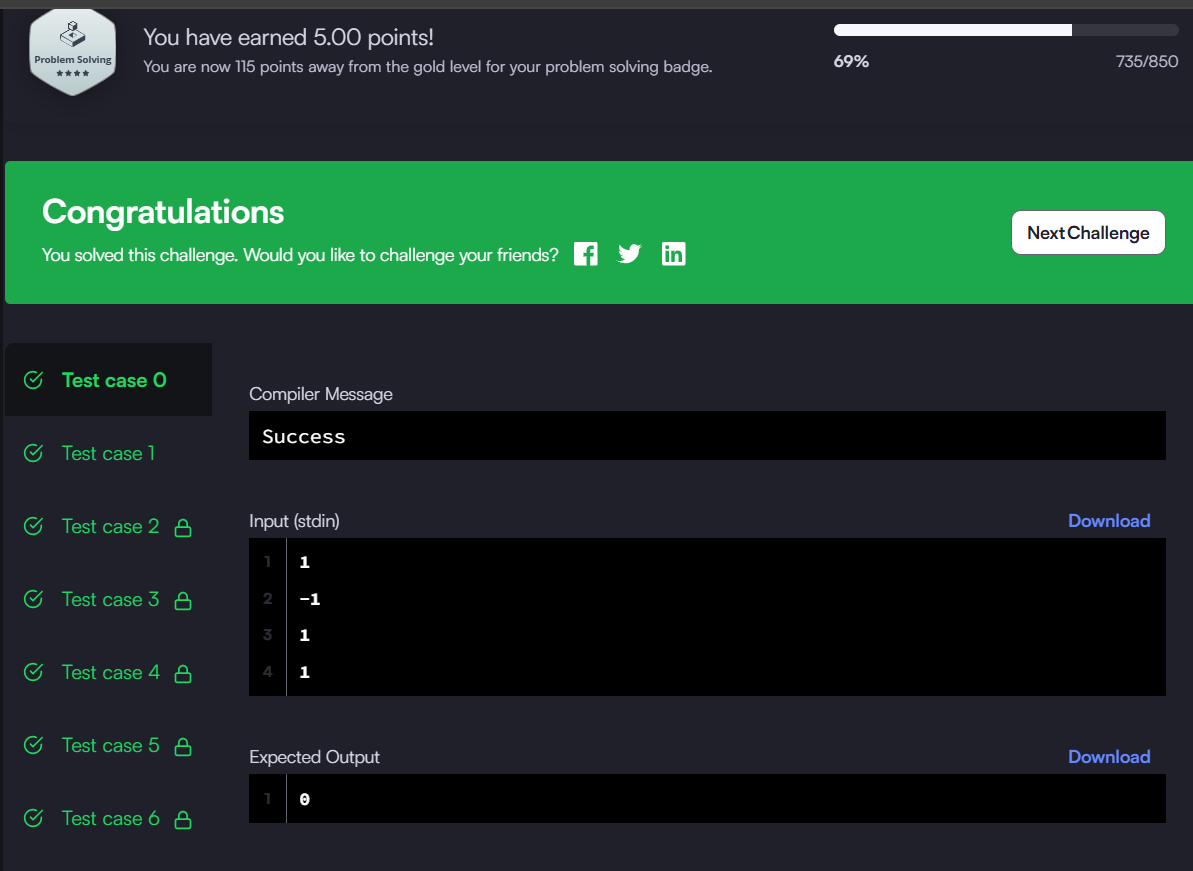 You have earned 5.00 points!
You are now 115 points away from the gold level for your problem solving badge.
Problem Solving
69%
735/850
Congratulations
You solved this challenge. Would you like to challenge your friends?
Next Challenge
Test case 0
Test case 1
Test case 2
Test case 3
Test case 4
Test case 5
Test case 6
Compiler Message
Success
Input (stdin)
Download
1 1
2 -1
3 1
4 1
Expected Output
Download
1 0